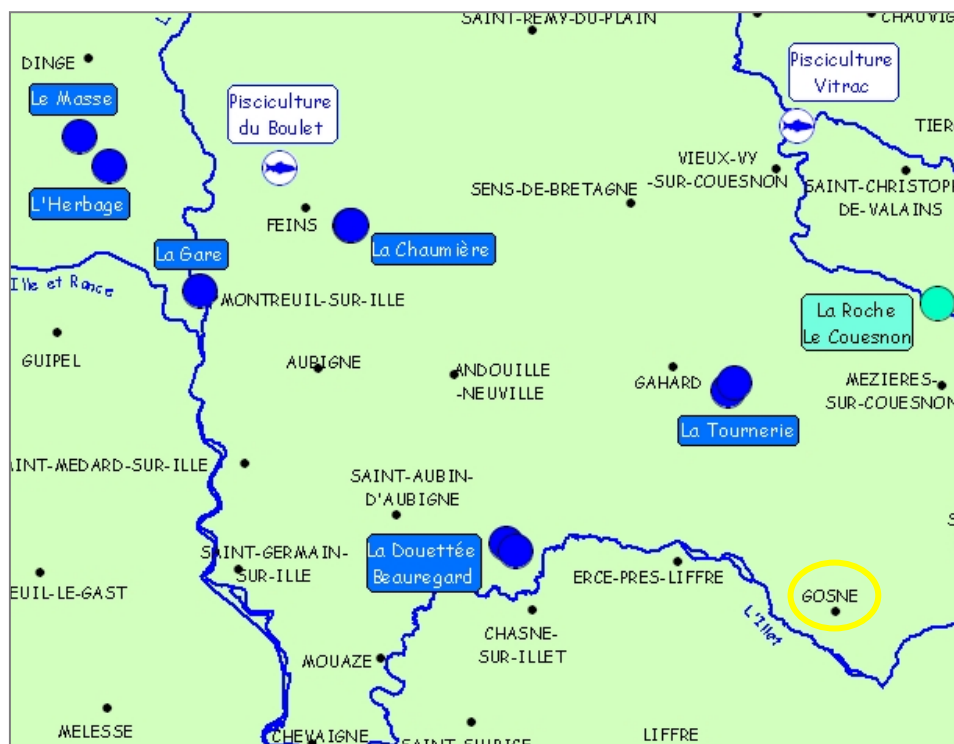 SAINT-REMY-DU-PLAIN
CHAUVIG
DINGE
Le Masse
Pisciculture
du Boulet
Pisciculture
Vitrac
TIER
VIEUX-VY
-SUR-COUESNON
SENS-DE-BRETAGNE
SAINT-CHRISTOPH
DE-VALAINS
L'Herbage
FEINS
La Chaumière
La Gare
Ille et Rance
MONTREUIL-SUR-ILLE
La Roche
Le Couesnon
GUIPEL
AUBIGNE
ANDOUILLE
-NEUVILLE
GAHARD
MEZIERES-
SUR-COUESNON
La Tournerie
AINT-MEDARD-SUR-ILLE
SAINT-AUBIN-
D'AUBIGNE
S
La Douettée
Beauregard
SAINT-GERMAIN-
SUR-ILLE
ERCE-PRES-LIFFRE
EUIL-LE-GAST
GOSNE
L'Illet
CHASNE-
SUR-ILLET
MOUAZE
MELESSE
CHEVAIGNE
SAINT-SULPICE
LIFFRE